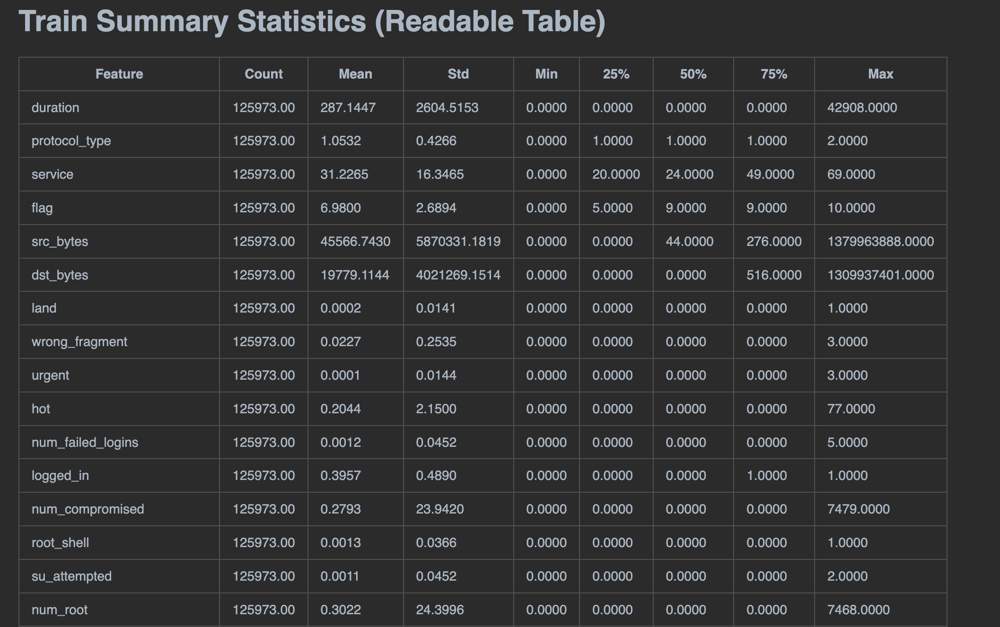 Train Summary Statistics (Readable Table)
Feature Count Mean Std Min 25% 50% 75% Max
duration 125973.00 287.1447 2604.5153 0.0000 0.0000 0.0000 0.0000 42908.0000
protocol_type 125973.00 1.0532 0.4266 0.0000 1.0000 1.0000 1.0000 2.0000
service 125973.00 31.2265 16.3465 0.0000 20.0000 24.0000 49.0000 69.0000
flag 125973.00 6.9800 2.6894 0.0000 5.0000 9.0000 9.0000 10.0000
src_bytes 125973.00 45566.7430 5870331.1819 0.0000 0.0000 44.0000 276.0000 1379963888.0000
dst_bytes 125973.00 19779.1144 4021269.1514 0.0000 0.0000 0.0000 516.0000 1309937401.0000
land 125973.00 0.0002 0.0141 0.0000 0.0000 0.0000 0.0000 1.0000
wrong_fragment 125973.00 0.0227 0.2535 0.0000 0.0000 0.0000 0.0000 3.0000
urgent 125973.00 0.0001 0.0144 0.0000 0.0000 0.0000 0.0000 3.0000
hot 125973.00 0.2044 2.1500 0.0000 0.0000 0.0000 0.0000 77.0000
num_failed_logins 125973.00 0.0012 0.0452 0.0000 0.0000 0.0000 0.0000 5.0000
logged_in 125973.00 0.3957 0.4890 0.0000 0.0000 0.0000 1.0000 1.0000
num_compromised 125973.00 0.2793 23.9420 0.0000 0.0000 0.0000 0.0000 7479.0000
root_shell 125973.00 0.0013 0.0366 0.0000 0.0000 0.0000 0.0000 1.0000
su_attempted 125973.00 0.0011 0.0452 0.0000 0.0000 0.0000 0.0000 2.0000
num_root 125973.00 0.3022 24.3996 0.0000 0.0000 0.0000 0.0000 7468.0000